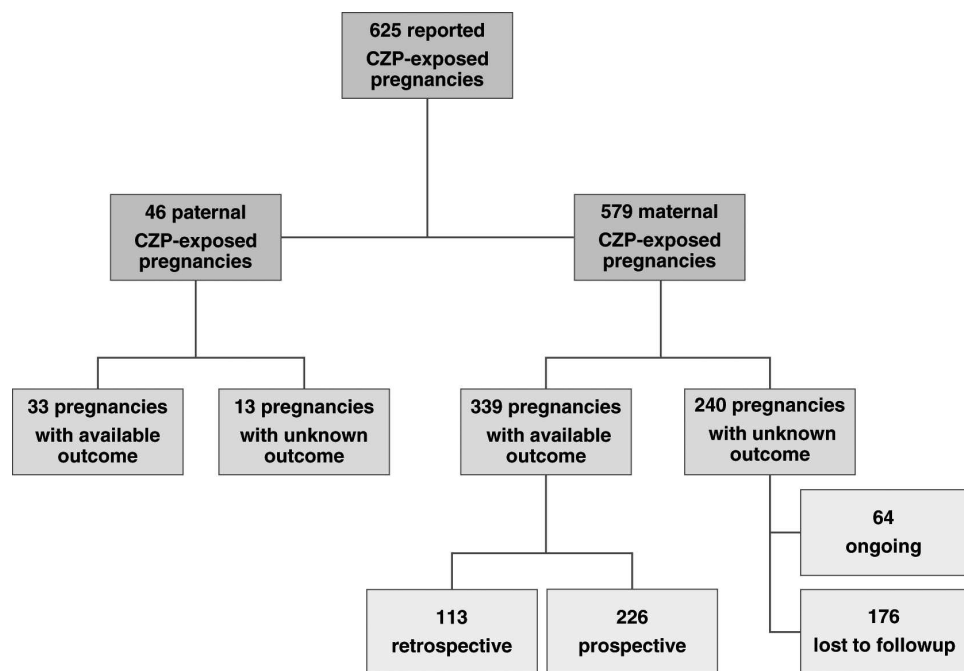 625 reported
CZP-exposed
pregnancies
46 paternal
CZP-exposed
pregnancies
579 maternal
CZP-exposed
pregnancies
33 pregnancies
with available
outcome
13 pregnancies
with unknown
outcome
339 pregnancies
with available
outcome
240 pregnancies
with unknown
outcome
64
ongoing
113
retrospective
226
prospective
176
lost to followup